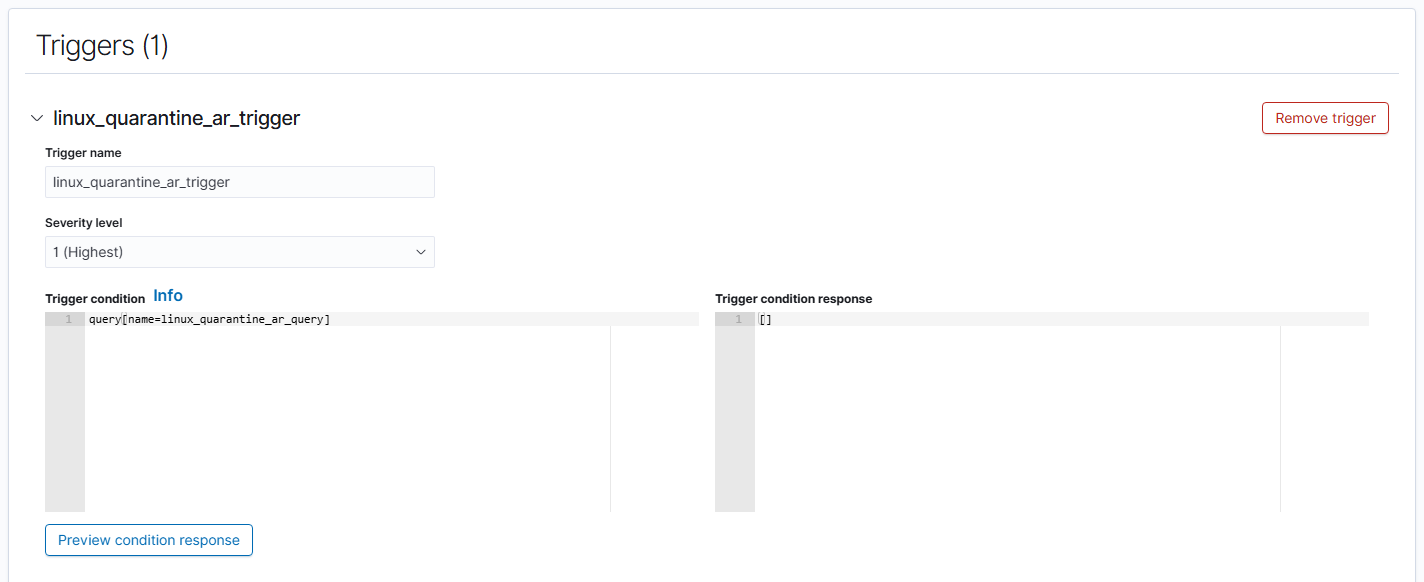 Triggers (1)
linux_quarantine_ar_trigger
Remove trigger
Trigger name
linux_quarantine_ar_trigger
Severity level
1 (Highest)
Trigger condition Info
1 query[name=linux_quarantine_ar_query]
Trigger condition response
1 []
Preview condition response